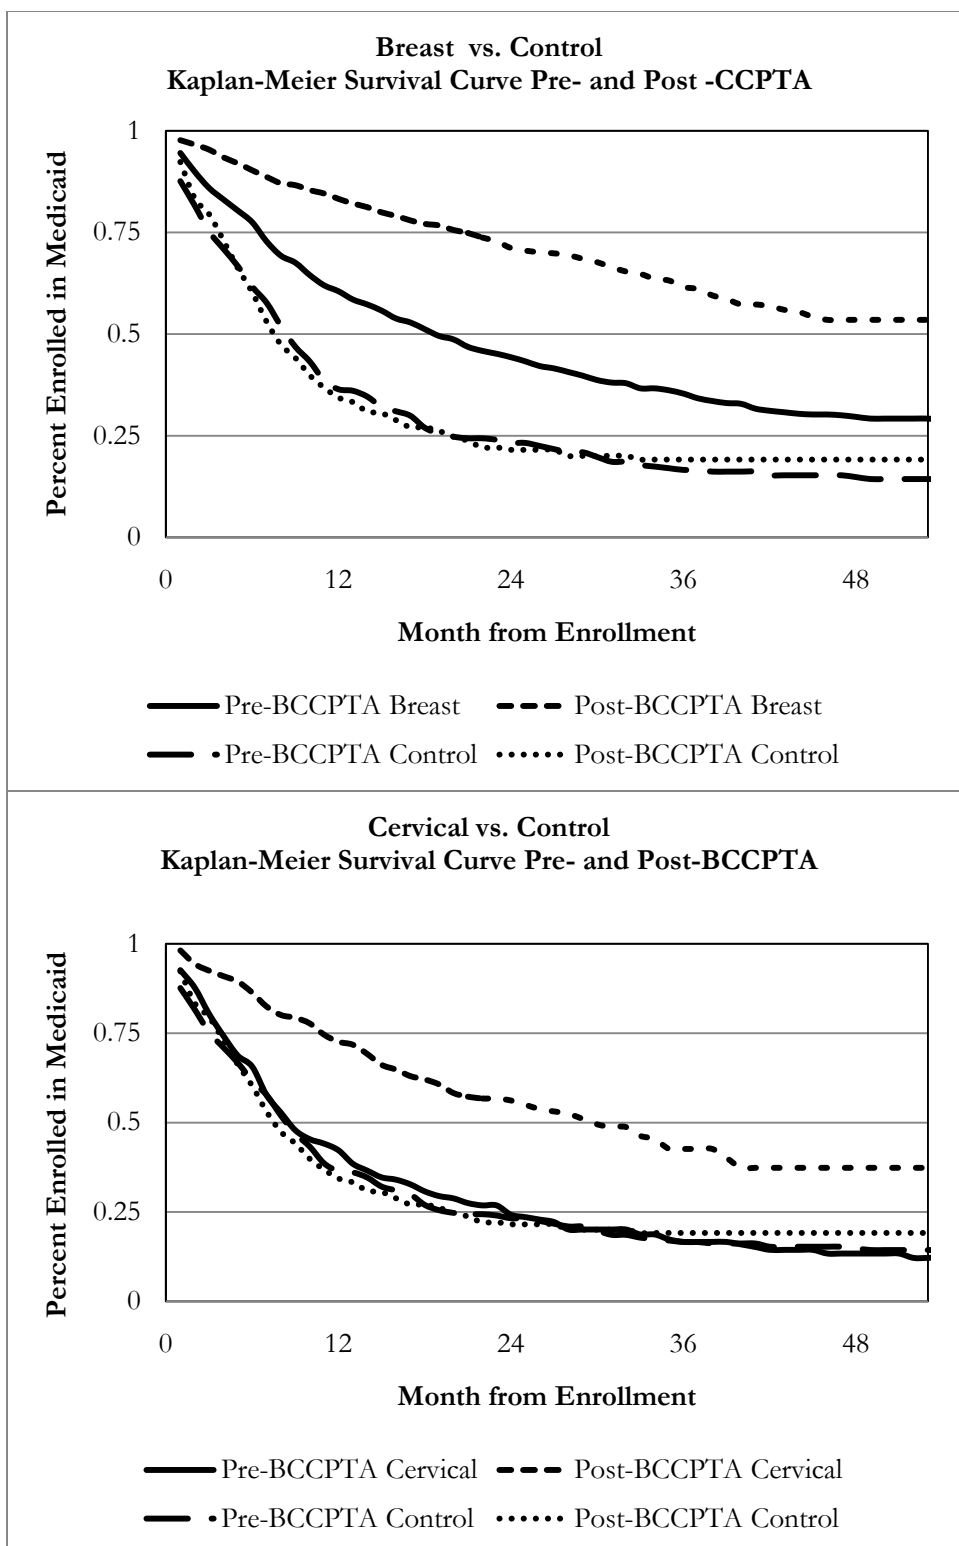 Breast vs. Control
Kaplan-Meier Survival Curve Pre- and Post -CCPTA
Percent Enrolled in Medicaid
1
0.75
0.5
0.25
0
0 12 24 36 48
Month from Enrollment
Pre-BCCPTA Breast Post-BCCPTA Breast
Pre-BCCPTA Control Post-BCCPTA Control
Cervical vs. Control
Kaplan-Meier Survival Curve Pre- and Post-BCCPTA
Percent Enrolled in Medicaid
1
0.75
0.5
0.25
0
0 12 24 36 48
Month from Enrollment
Pre-BCCPTA Cervical Post-BCCPTA Cervical
Pre-BCCPTA Control Post-BCCPTA Control